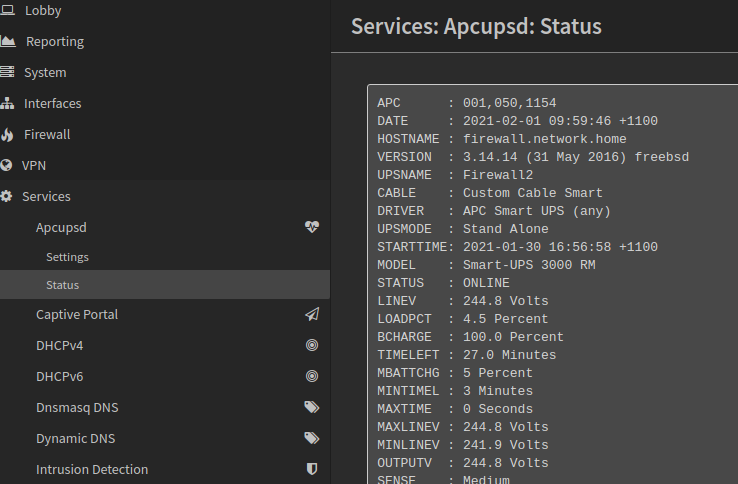 Lobby
Reporting
System
Interfaces
Firewall
VPN
Services
Apcupsd
Settings
Status
Captive Portal
DHCPv4
DHCPv6
Dnsmasq DNS
Dynamic DNS
Intrusion Detection
Services: Apcupsd: Status
APC      : 001,050,1154
DATE     : 2021-02-01 09:59:46 +1100
HOSTNAME : firewall.network.home
VERSION  : 3.14.14 (31 May 2016) freebsd
UPSNAME  : Firewall2
CABLE    : Custom Cable Smart
DRIVER   : APC Smart UPS (any)
UPSMODE  : Stand Alone
STARTTIME: 2021-01-30 16:56:58 +1100
MODEL    : Smart-UPS 3000 RM
STATUS   : ONLINE
LINEV    : 244.8 Volts
LOADPCT  : 4.5 Percent
BCHARGE  : 100.0 Percent
TIMELEFT : 27.0 Minutes
MBATTCHG : 5 Percent
MINTIMEL : 3 Minutes
MAXTIME  : 0 Seconds
MAXLINEV : 244.8 Volts
MINLINEV : 241.9 Volts
OUTPUTV  : 244.8 Volts
SENSE    : Medium